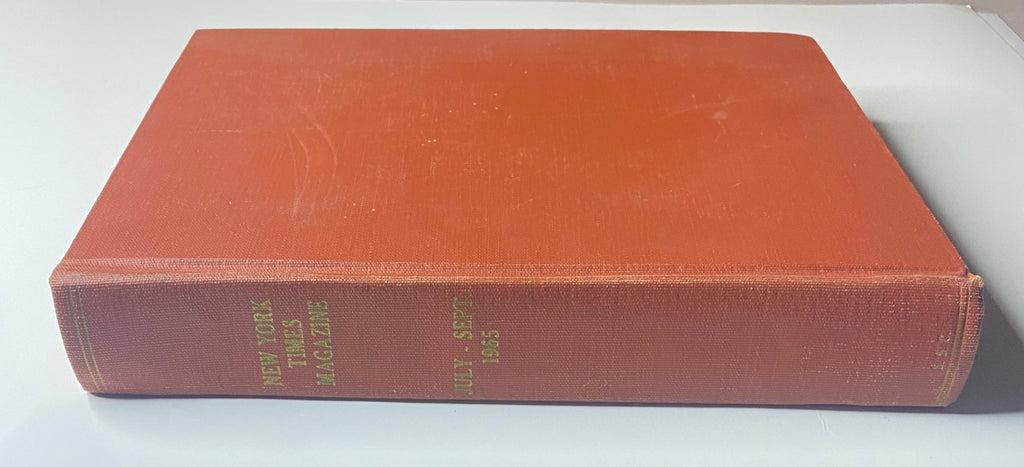 NEW YORK
TIMES
MAGAZINE
JULY - SEPT
1965